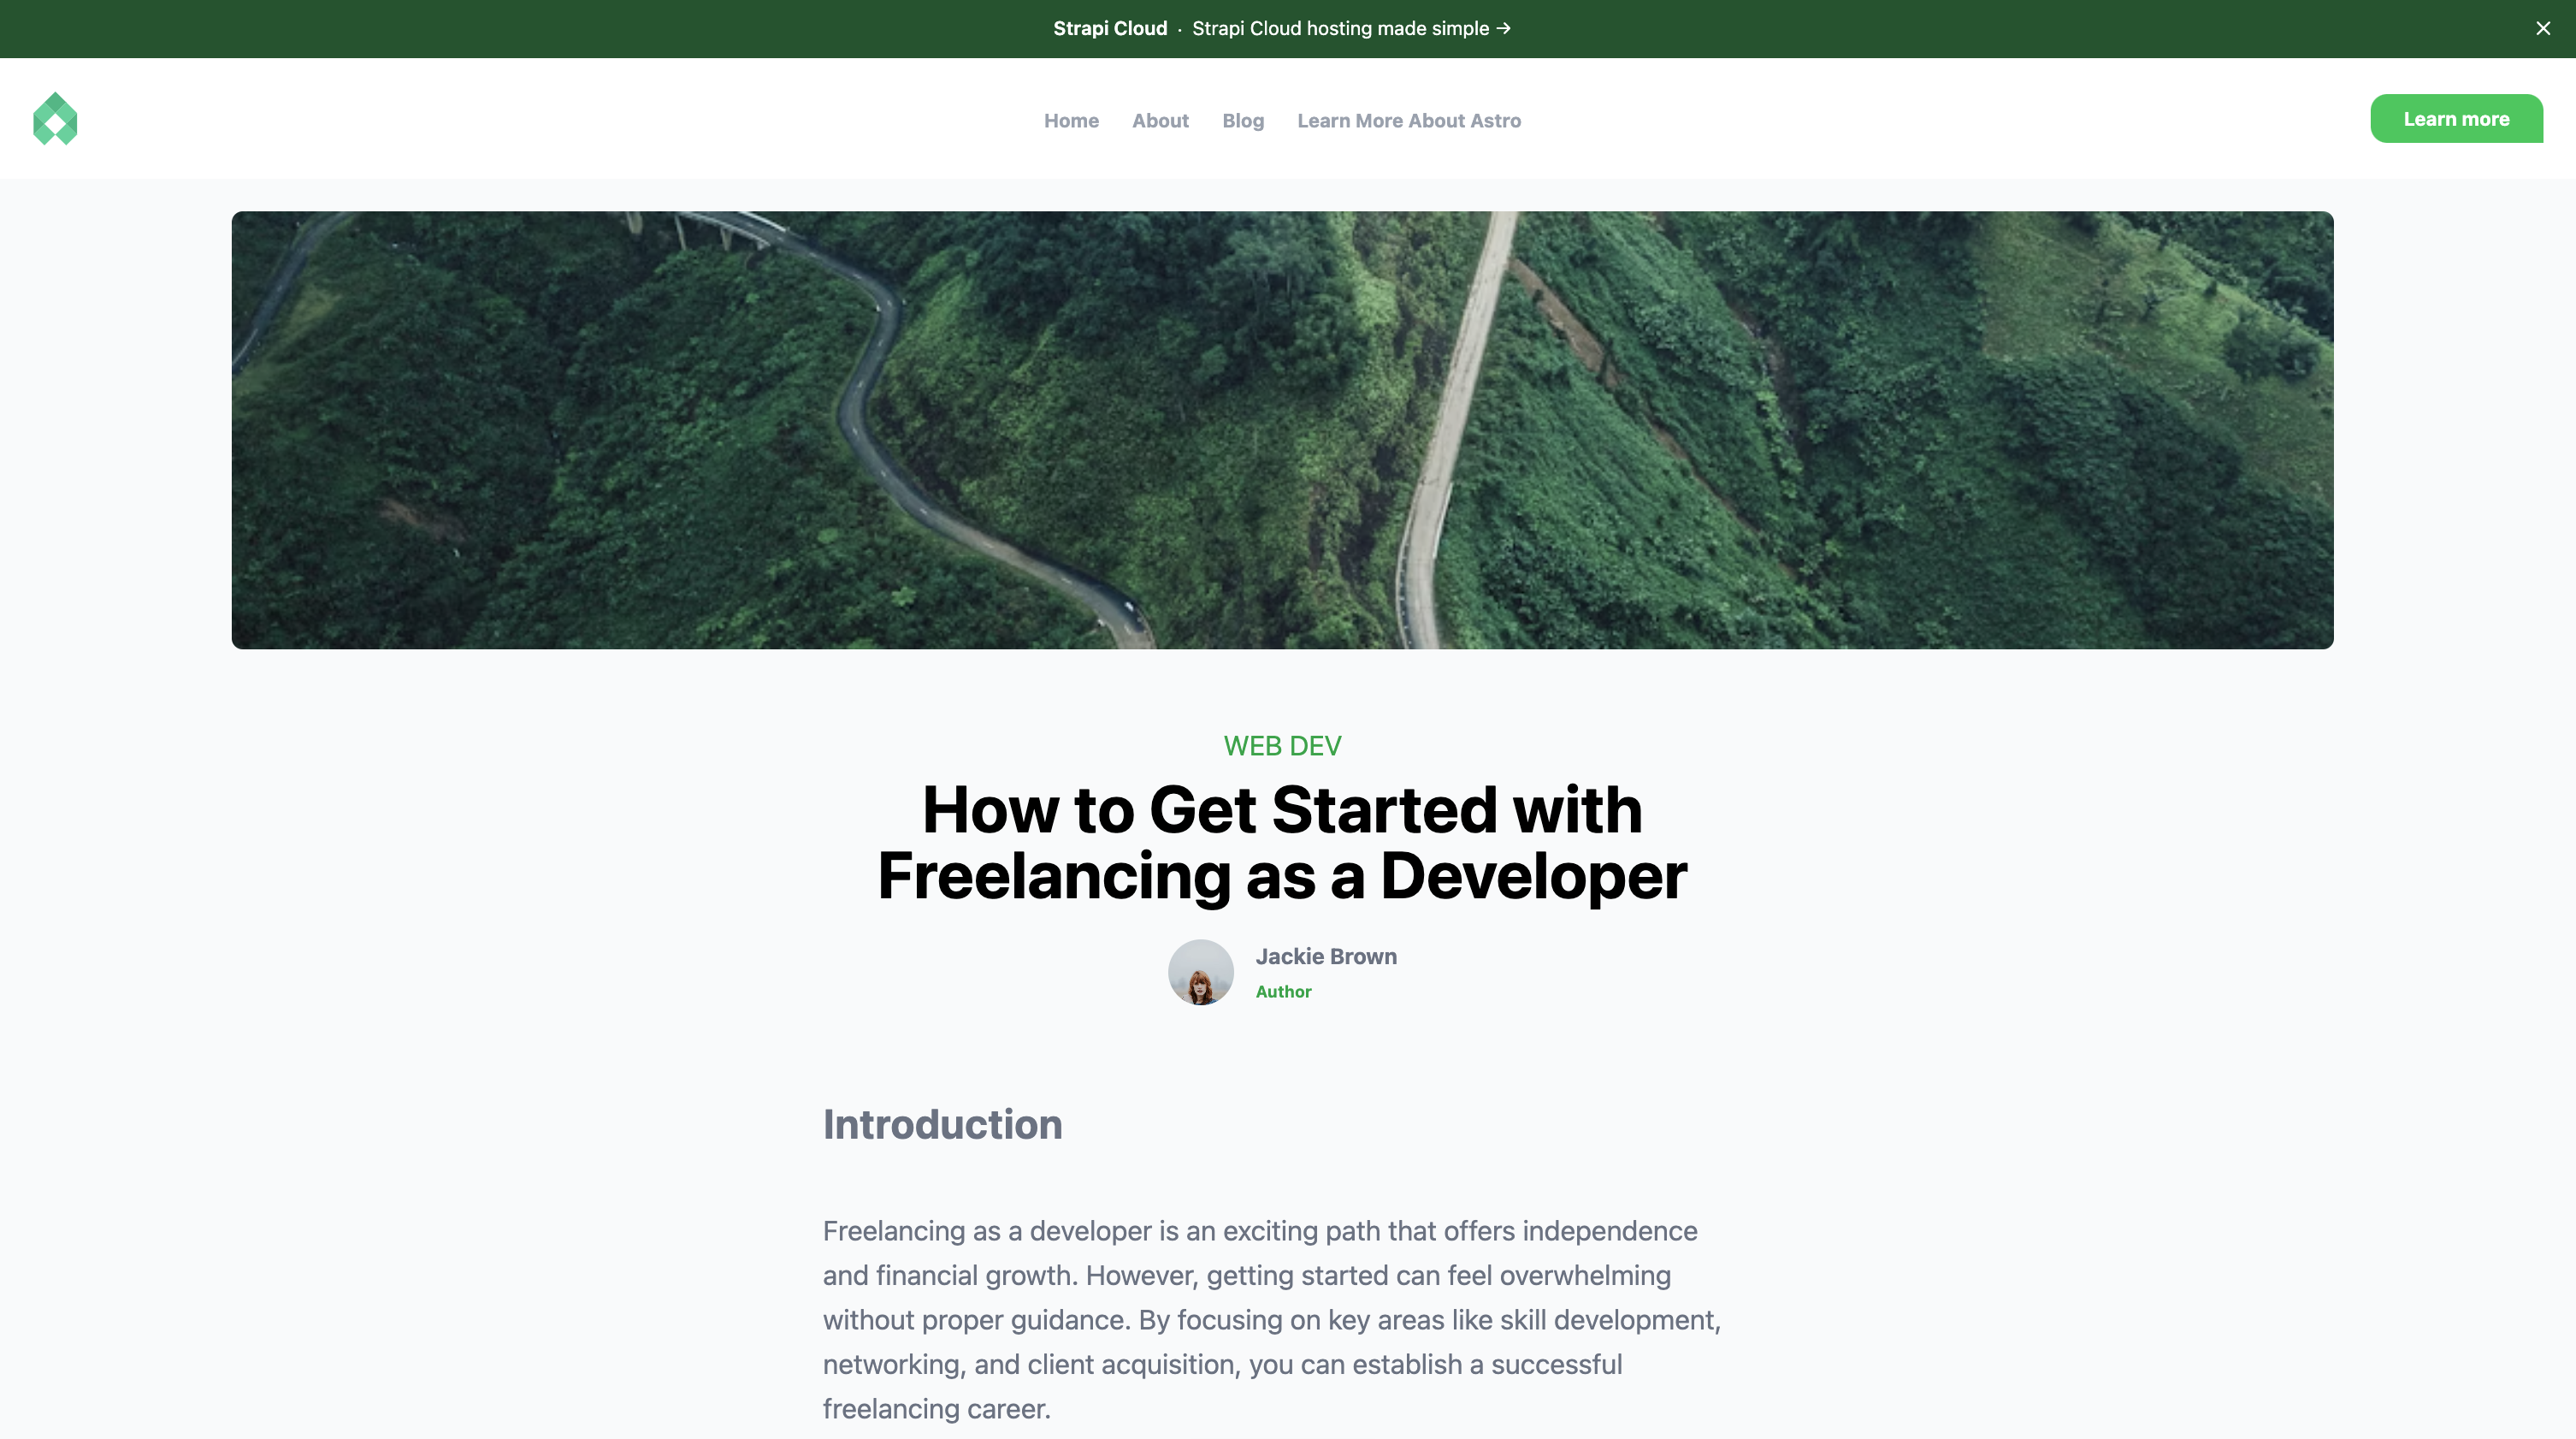 Strapi Cloud · Strapi Cloud hosting made simple →
Home About Blog Learn More About Astro
Learn more
WEB DEV
How to Get Started with
Freelancing as a Developer
Jackie Brown
Author
Introduction
Freelancing as a developer is an exciting path that offers independence
and financial growth. However, getting started can feel overwhelming
without proper guidance. By focusing on key areas like skill development,
networking, and client acquisition, you can establish a successful
freelancing career.